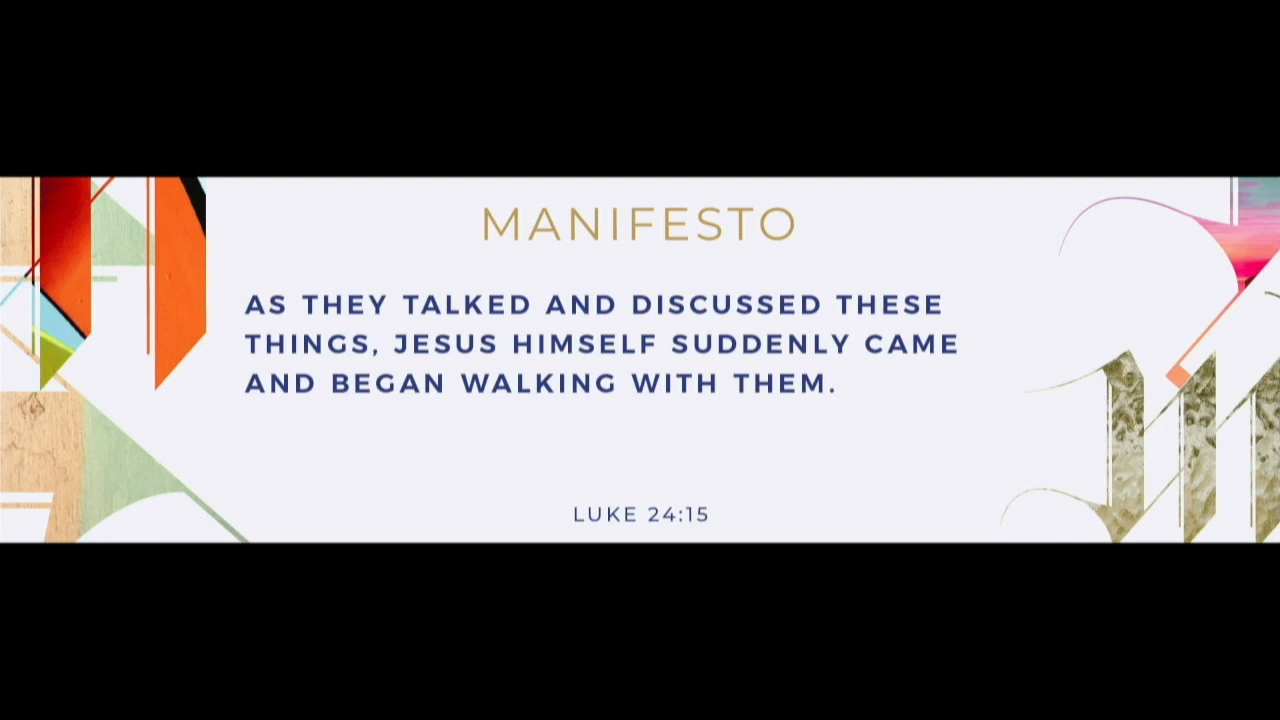 MANIFESTO
AS THEY TALKED AND DISCUSSED THESE
THINGS, JESUS HIMSELF SUDDENLY CAME
AND BEGAN WALKING WITH THEM.
LUKE 24:15